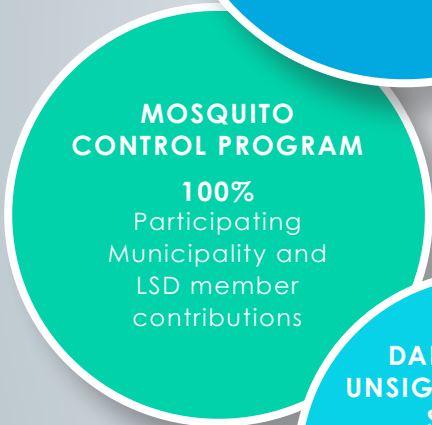 MOSQUITO
CONTROL PROGRAM
100%
Participating
Municipality and
LSD member
contributions